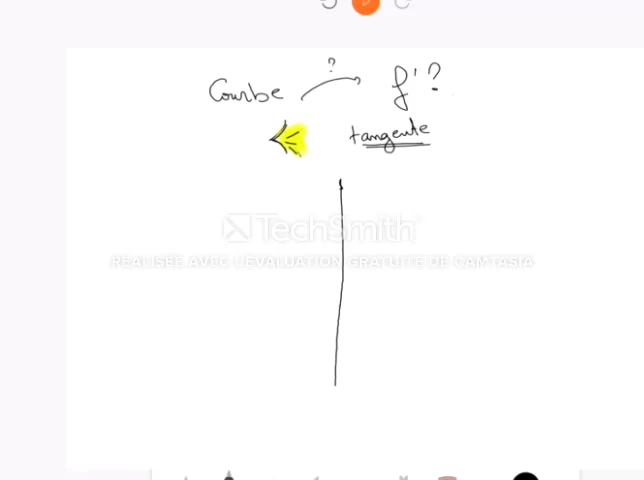 ?
Courbe f'?
tangente
TechSmith
RÉALISÉE AVEC L'ÉVALUATION GRATUITE DE CAMTASIA